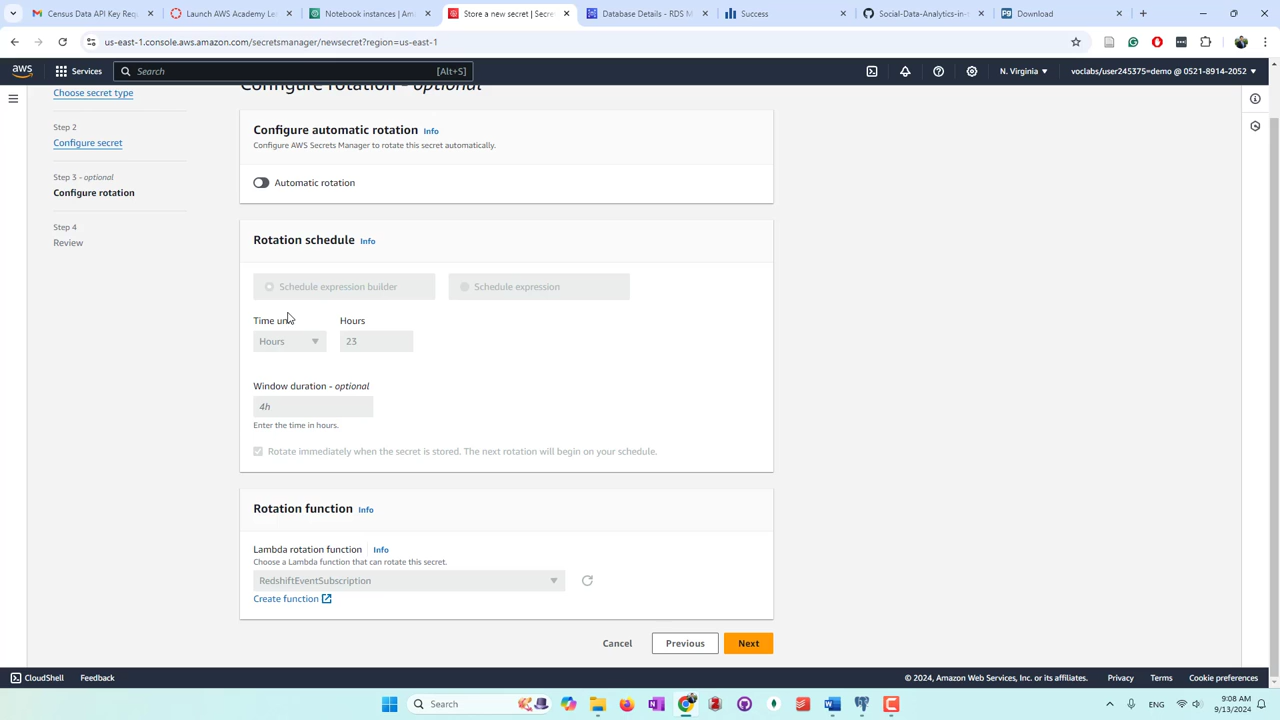 Census Data API Key Req
Launch AWS Academy Le
Notebook instances | Am
Store a new secret | Secre
Database Details - RDS M
Success
Social-Data-Analytics-in-t
Download
us-east-1.console.aws.amazon.com/secretsmanager/newsecret?region=us-east-1
aws
Services
Search
[Alt+S]
N. Virginia
voclabs/user245375=demo @ 0521-8914-2052
Choose secret type
Step 2
Configure secret
Step 3 - optional
Configure rotation
Step 4
Review
Configure rotation - optional
Configure automatic rotation Info
Configure AWS Secrets Manager to rotate this secret automatically.
Automatic rotation
Rotation schedule Info
Schedule expression builder
Schedule expression
Time unit
Hours
Hours
23
Window duration - optional
4h
Enter the time in hours.
Rotate immediately when the secret is stored. The next rotation will begin on your schedule.
Rotation function Info
Lambda rotation function Info
Choose a Lambda function that can rotate this secret.
RedshiftEventSubscription
Create function
Cancel
Previous
Next
CloudShell
Feedback
© 2024, Amazon Web Services, Inc. or its affiliates.
Privacy
Terms
Cookie preferences
Search
ENG
9:08 AM
9/13/2024